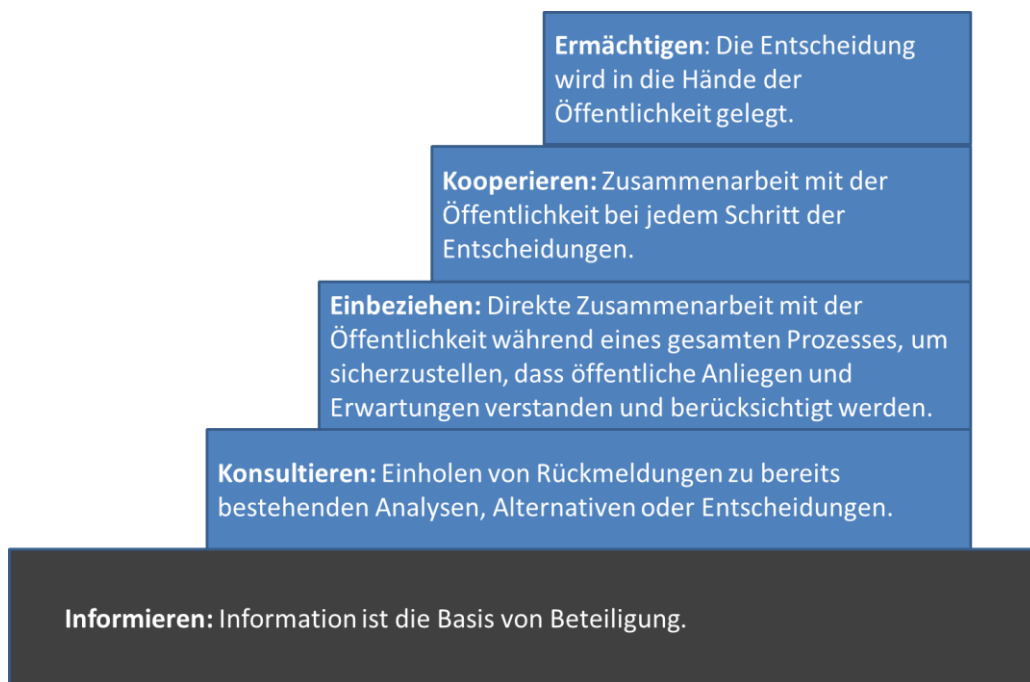 Ermächtigen: Die Entscheidung
wird in die Hände der
Öffentlichkeit gelegt.
Kooperieren: Zusammenarbeit mit der
Öffentlichkeit bei jedem Schritt der
Entscheidungen.
Einbeziehen: Direkte Zusammenarbeit mit der
Öffentlichkeit während eines gesamten Prozesses, um
sicherzustellen, dass öffentliche Anliegen und
Erwartungen verstanden und berücksichtigt werden.
Konsultieren: Einholen von Rückmeldungen zu bereits
bestehenden Analysen, Alternativen oder Entscheidungen.
Informieren: Information ist die Basis von Beteiligung.